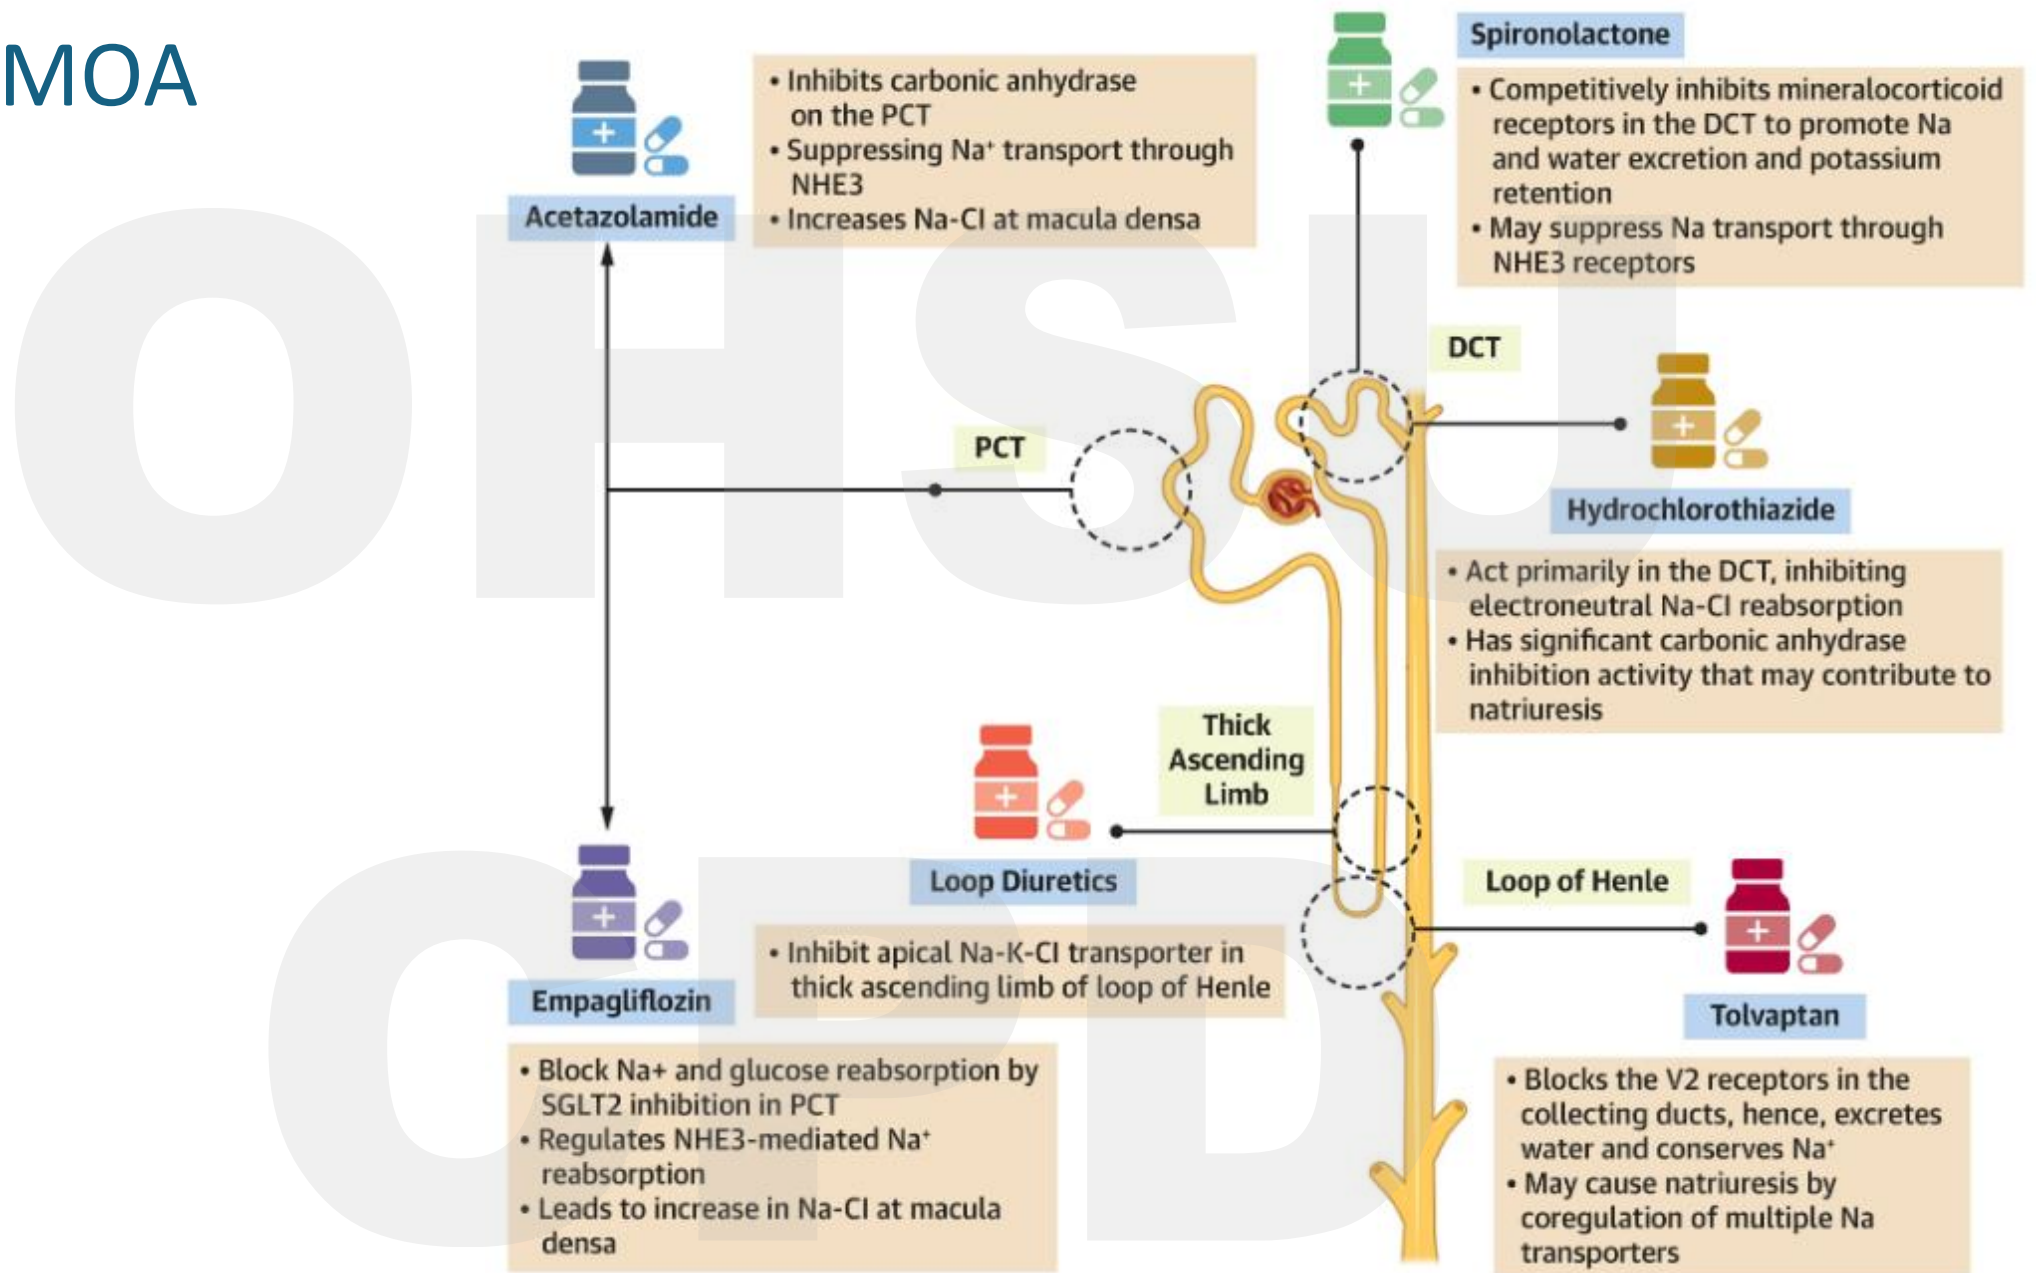 MOA
Acetazolamide
• Inhibits carbonic anhydrase
on the PCT
• Suppressing Na⁺ transport through
NHE3
• Increases Na-Cl at macula densa
Spironolactone
• Competitively inhibits mineralocorticoid
receptors in the DCT to promote Na
and water excretion and potassium
retention
• May suppress Na transport through
NHE3 receptors
DCT
PCT
Hydrochlorothiazide
• Act primarily in the DCT, inhibiting
electroneutral Na-Cl reabsorption
• Has significant carbonic anhydrase
inhibition activity that may contribute to
natriuresis
Thick
Ascending
Limb
Loop Diuretics
• Inhibit apical Na-K-Cl transporter in
thick ascending limb of loop of Henle
Loop of Henle
Tolvaptan
• Blocks the V2 receptors in the
collecting ducts, hence, excretes
water and conserves Na⁺
• May cause natriuresis by
coregulation of multiple Na
transporters
Empagliflozin
• Block Na+ and glucose reabsorption by
SGLT2 inhibition in PCT
• Regulates NHE3-mediated Na⁺
reabsorption
• Leads to increase in Na-Cl at macula
densa
OHSU
CPD